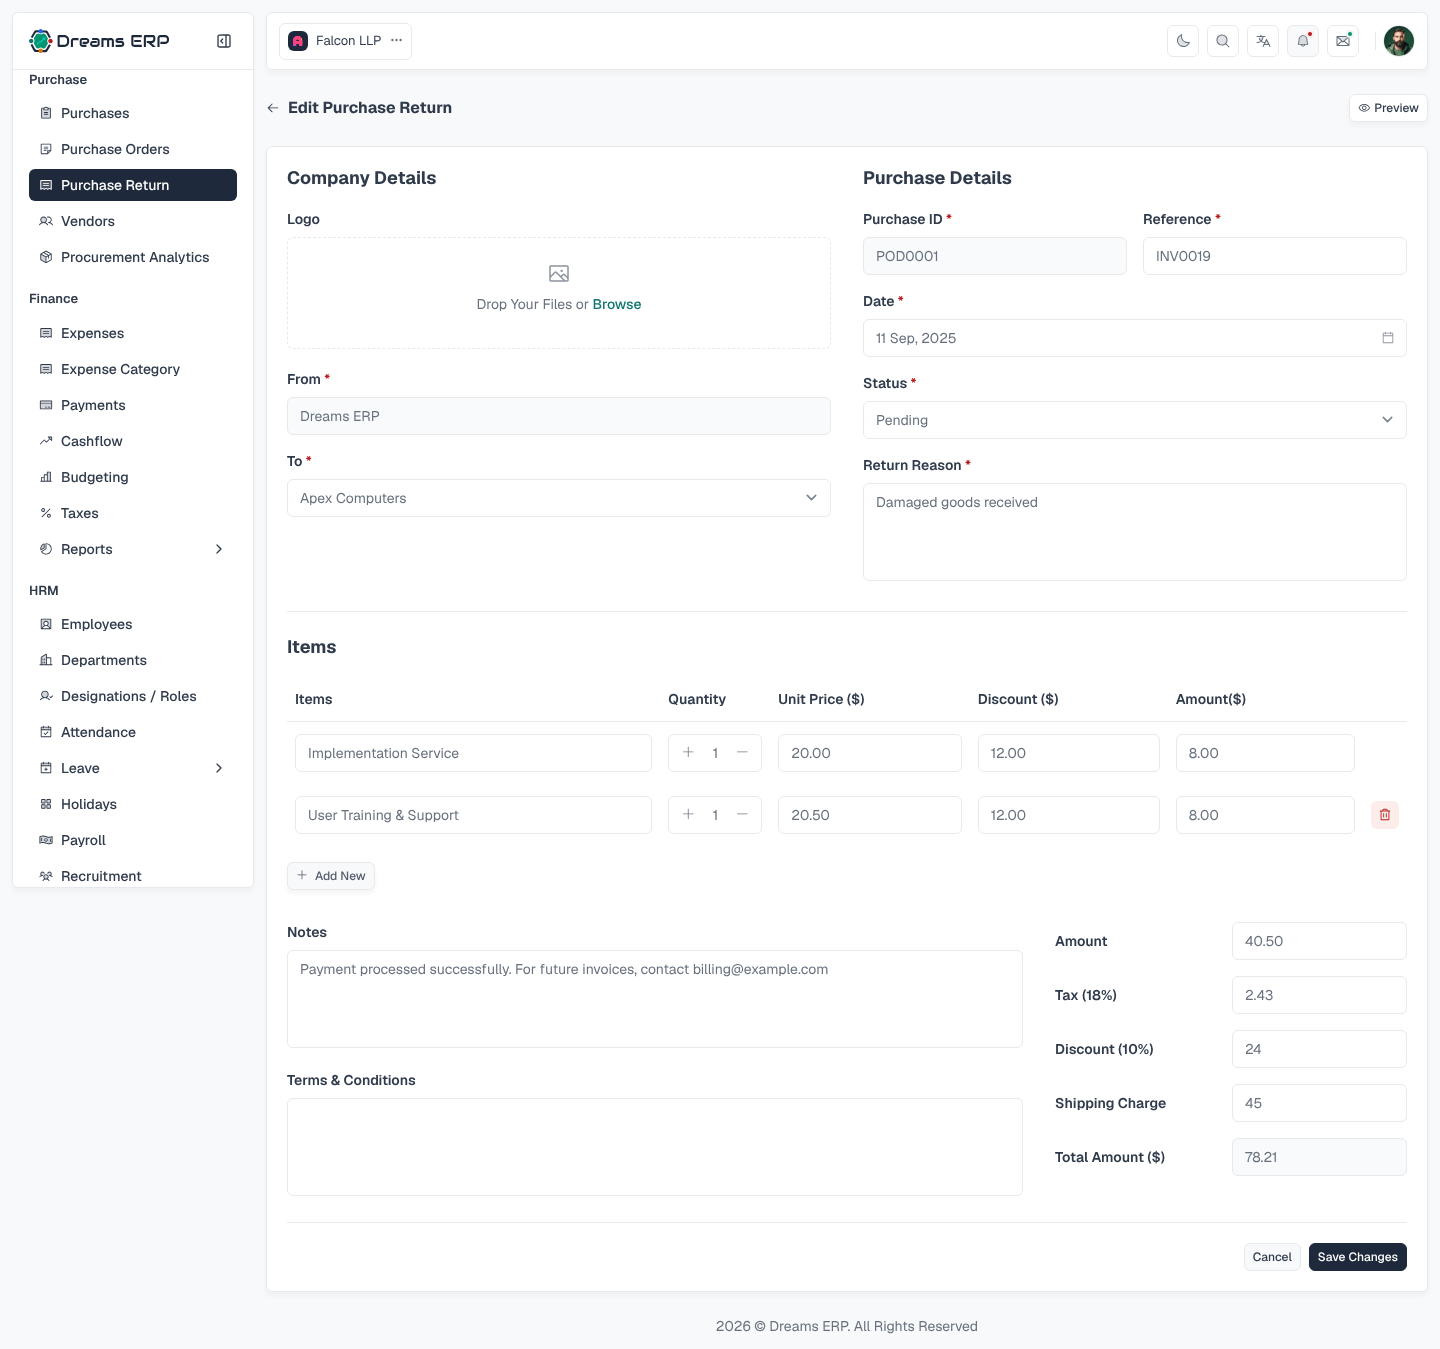 Dreams ERP
Purchase
Purchases
Purchase Orders
Purchase Return
Vendors
Procurement Analytics
Finance
Expenses
Expense Category
Payments
Cashflow
Budgeting
Taxes
Reports
HRM
Employees
Departments
Designations / Roles
Attendance
Leave
Holidays
Payroll
Recruitment
Falcon LLP
Edit Purchase Return
Preview
Company Details
Logo
Drop Your Files or Browse
From *
Dreams ERP
To *
Apex Computers
Purchase Details
Purchase ID * Reference *
POD0001 INV0019
Date *
11 Sep, 2025
Status *
Pending
Return Reason *
Damaged goods received
Items
Items Quantity Unit Price ($) Discount ($) Amount($)
Implementation Service 1 20.00 12.00 8.00
User Training & Support 1 20.50 12.00 8.00
Add New
Notes
Payment processed successfully. For future invoices, contact billing@example.com
Terms & Conditions
Amount 40.50
Tax (18%) 2.43
Discount (10%) 24
Shipping Charge 45
Total Amount ($) 78.21
Cancel Save Changes
2026 © Dreams ERP. All Rights Reserved